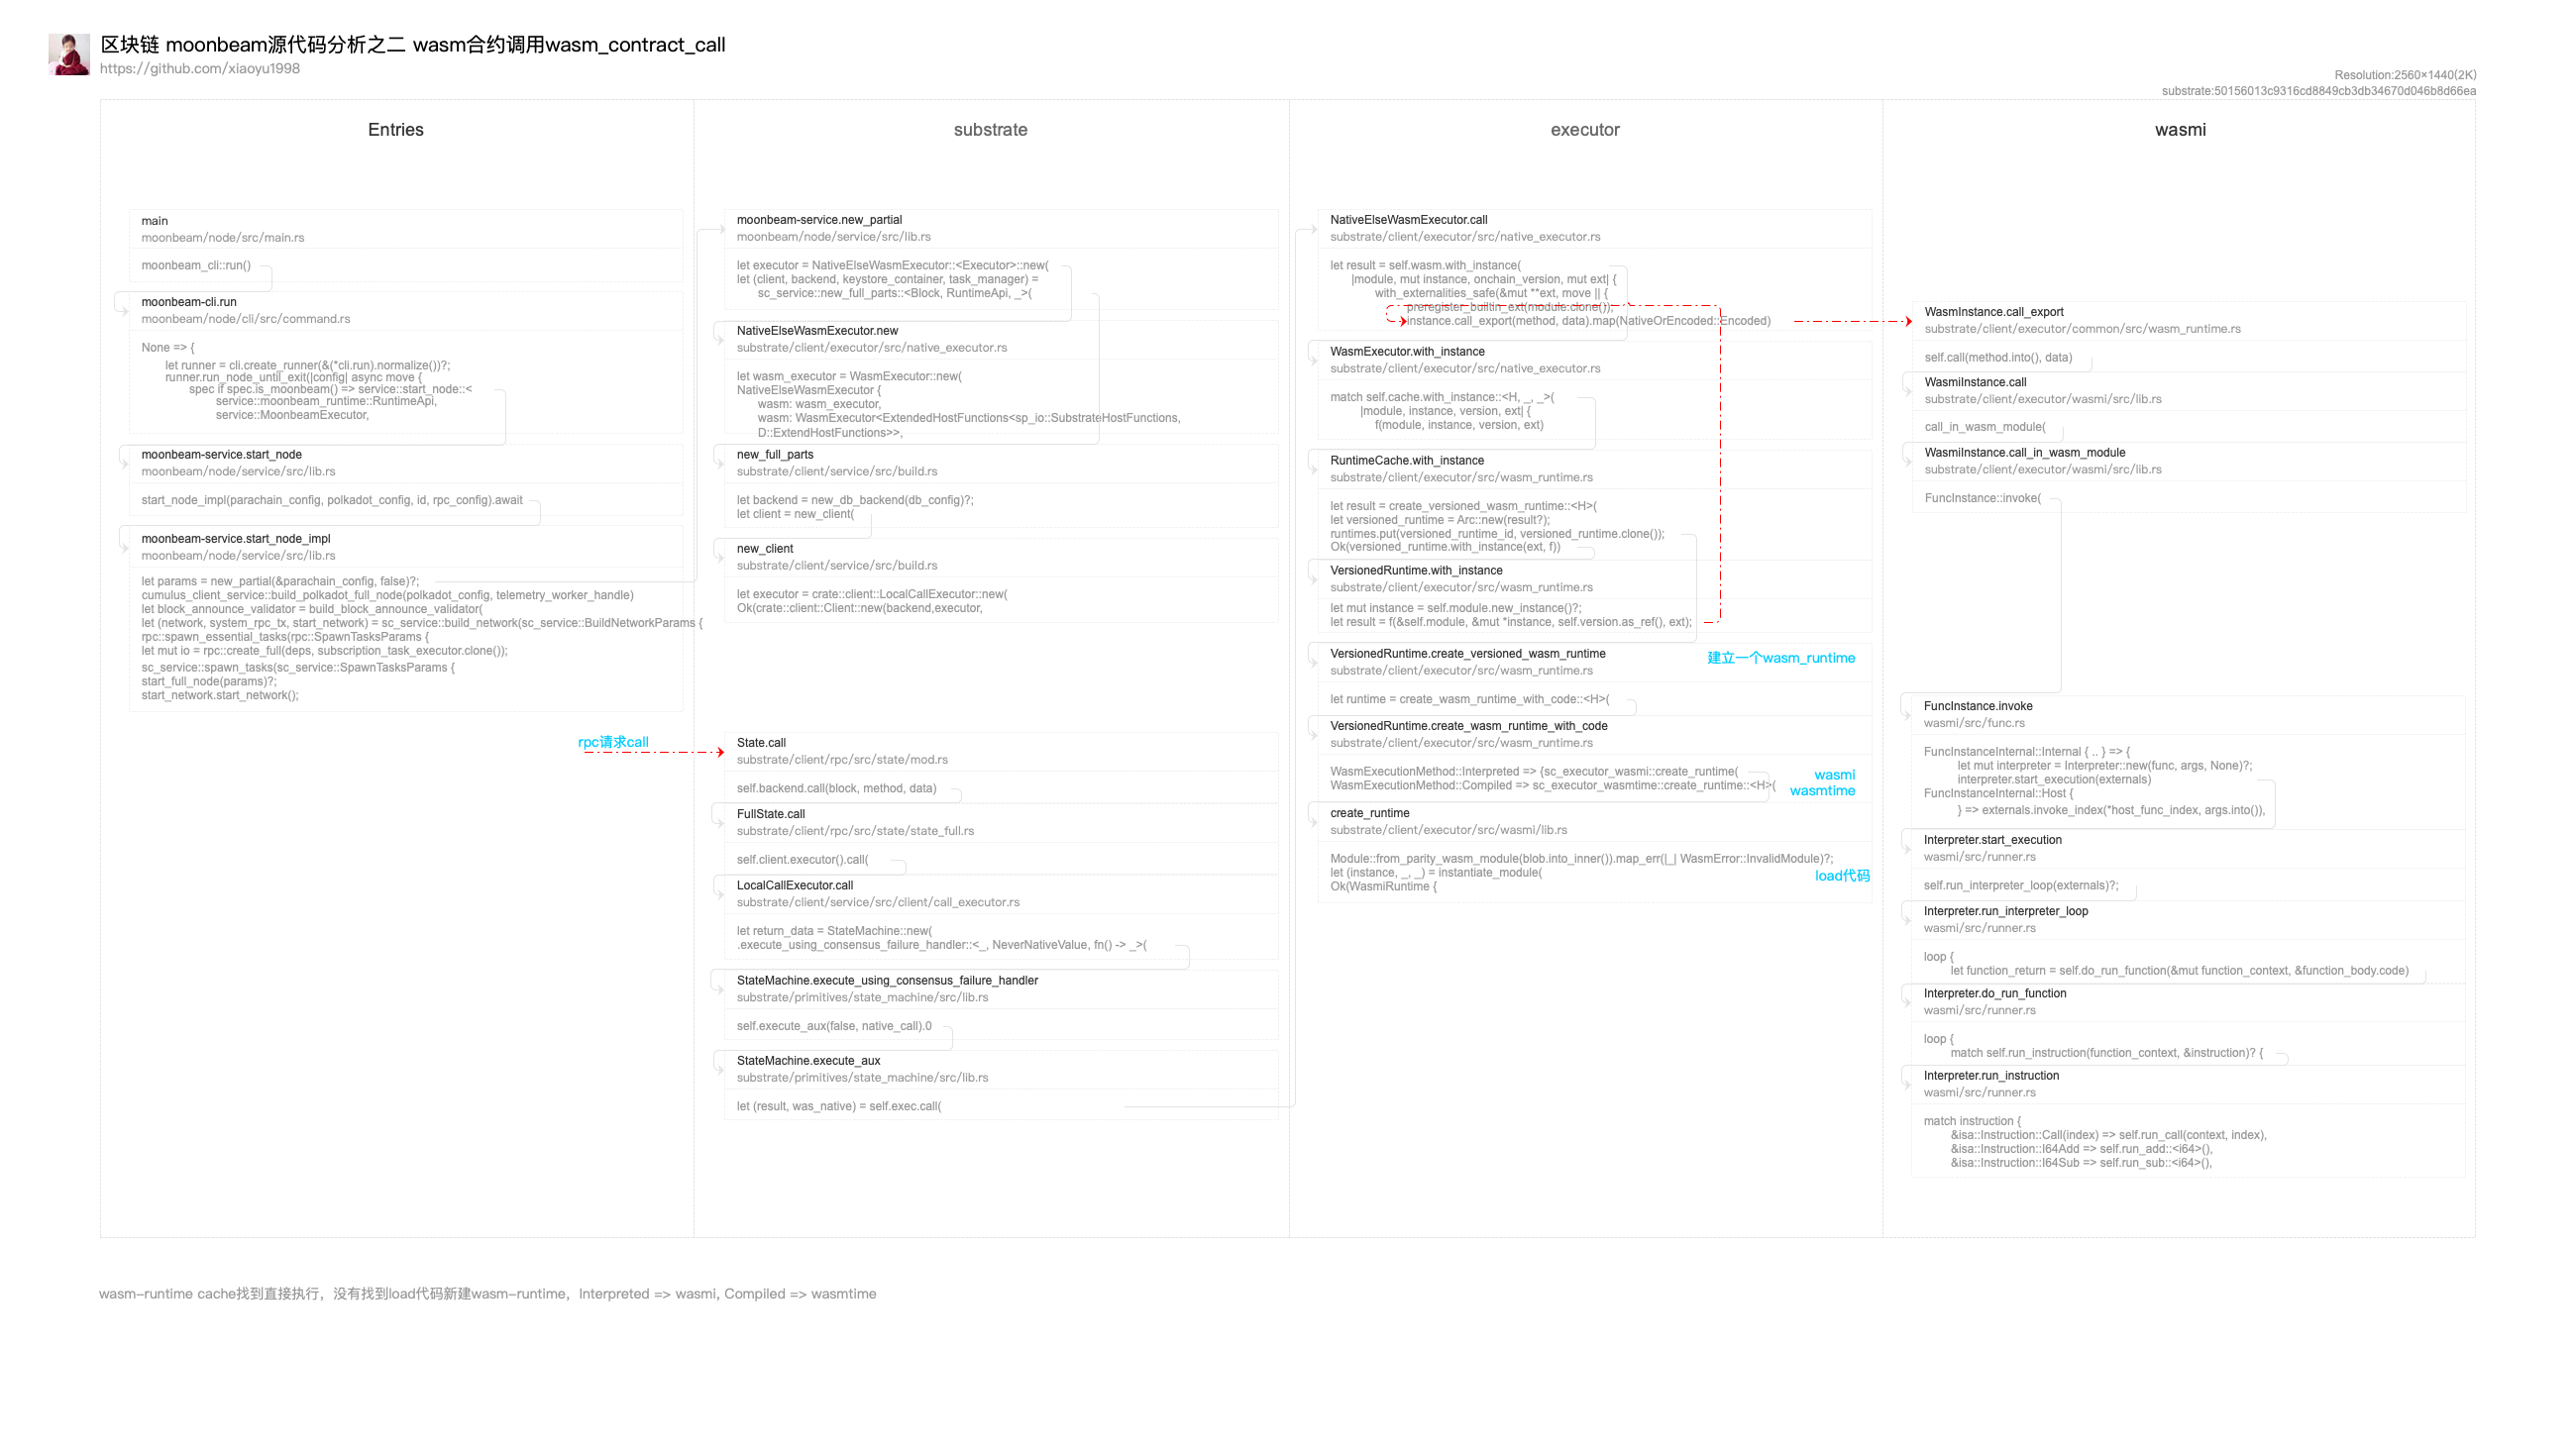 区块链 moonbeam源代码分析之二 wasm合约调用wasm_contract_call
https://github.com/xiaoyu1998
Resolution:2560×1440(2K)
substrate:50156013c9316cd8849cb3db34670d046b8d66ea
Entries
main
moonbeam/node/src/main.rs
moonbeam_cli::run()
moonbeam-cli.run
moonbeam/node/cli/src/command.rs
None => {
let runner = cli.create_runner(&(*cli.run).normalize())?;
runner.run_node_until_exit(|config| async move {
spec if spec.is_moonbeam() => service::start_node::<
service::moonbeam_runtime::RuntimeApi,
service::MoonbeamExecutor,
moonbeam-service.start_node
moonbeam/node/service/src/lib.rs
start_node_impl(parachain_config, polkadot_config, id, rpc_config).await
moonbeam-service.start_node_impl
moonbeam/node/service/src/lib.rs
let params = new_partial(&parachain_config, false)?;
cumulus_client_service::build_polkadot_full_node(polkadot_config, telemetry_worker_handle)
let block_announce_validator = build_block_announce_validator(
let (network, system_rpc_tx, start_network) = sc_service::build_network(sc_service::BuildNetworkParams {
rpc::spawn_essential_tasks(rpc::SpawnTasksParams {
let mut io = rpc::create_full(deps, subscription_task_executor.clone());
sc_service::spawn_tasks(sc_service::SpawnTasksParams {
start_full_node(params)?;
start_network.start_network();
rpc请求call
substrate
moonbeam-service.new_partial
moonbeam/node/service/src/lib.rs
let executor = NativeElseWasmExecutor::<Executor>::new(
let (client, backend, keystore_container, task_manager) =
sc_service::new_full_parts::<Block, RuntimeApi, _>(
NativeElseWasmExecutor.new
substrate/client/executor/src/native_executor.rs
let wasm_executor = WasmExecutor::new(
NativeElseWasmExecutor {
wasm: wasm_executor,
wasm: WasmExecutor<ExtendedHostFunctions<sp_io::SubstrateHostFunctions,
D::ExtendHostFunctions>>,
new_full_parts
substrate/client/service/src/build.rs
let backend = new_db_backend(db_config)?;
let client = new_client(
new_client
substrate/client/service/src/build.rs
let executor = crate::client::LocalCallExecutor::new(
Ok(crate::client::Client::new(backend,executor,
State.call
substrate/client/rpc/src/state/mod.rs
self.backend.call(block, method, data)
FullState.call
substrate/client/rpc/src/state/state_full.rs
self.client.executor().call(
LocalCallExecutor.call
substrate/client/service/src/client/call_executor.rs
let return_data = StateMachine::new(
.execute_using_consensus_failure_handler::<_, NeverNativeValue, fn() -> _>(
StateMachine.execute_using_consensus_failure_handler
substrate/primitives/state_machine/src/lib.rs
self.execute_aux(false, native_call).0
StateMachine.execute_aux
substrate/primitives/state_machine/src/lib.rs
let (result, was_native) = self.exec.call(
executor
NativeElseWasmExecutor.call
substrate/client/executor/src/native_executor.rs
let result = self.wasm.with_instance(
|module, mut instance, onchain_version, mut ext| {
with_externalities_safe(&mut **ext, move || {
preregister_builtin_ext(module.clone());
instance.call_export(method, data).map(NativeOrEncoded::Encoded)
WasmExecutor.with_instance
substrate/client/executor/src/native_executor.rs
match self.cache.with_instance::<H, _, _>(
|module, instance, version, ext| {
f(module, instance, version, ext)
RuntimeCache.with_instance
substrate/client/executor/src/wasm_runtime.rs
let result = create_versioned_wasm_runtime::<H>(
let versioned_runtime = Arc::new(result?);
runtimes.put(versioned_runtime_id, versioned_runtime.clone());
Ok(versioned_runtime.with_instance(ext, f))
VersionedRuntime.with_instance
substrate/client/executor/src/wasm_runtime.rs
let mut instance = self.module.new_instance()?;
let result = f(&self.module, &mut *instance, self.version.as_ref(), ext);
VersionedRuntime.create_versioned_wasm_runtime
建立一个wasm_runtime
substrate/client/executor/src/wasm_runtime.rs
let runtime = create_wasm_runtime_with_code::<H>(
VersionedRuntime.create_wasm_runtime_with_code
substrate/client/executor/src/wasm_runtime.rs
WasmExecutionMethod::Interpreted => {sc_executor_wasmi::create_runtime(
wasmi
WasmExecutionMethod::Compiled => sc_executor_wasmtime::create_runtime::<H>(
wasmtime
create_runtime
substrate/client/executor/src/wasmi/lib.rs
Module::from_parity_wasm_module(blob.into_inner()).map_err(|_| WasmError::InvalidModule)?;
let (instance, _, _) = instantiate_module(
load代码
Ok(WasmiRuntime {
wasmi
WasmInstance.call_export
substrate/client/executor/common/src/wasm_runtime.rs
self.call(method.into(), data)
WasmiInstance.call
substrate/client/executor/wasmi/src/lib.rs
call_in_wasm_module(
WasmiInstance.call_in_wasm_module
substrate/client/executor/wasmi/src/lib.rs
FuncInstance::invoke(
FuncInstance.invoke
wasmi/src/func.rs
FuncInstanceInternal::Internal { .. } => {
let mut interpreter = Interpreter::new(func, args, None)?;
interpreter.start_execution(externals)
FuncInstanceInternal::Host {
} => externals.invoke_index(*host_func_index, args.into()),
Interpreter.start_execution
wasmi/src/runner.rs
self.run_interpreter_loop(externals)?;
Interpreter.run_interpreter_loop
wasmi/src/runner.rs
loop {
let function_return = self.do_run_function(&mut function_context, &function_body.code)
Interpreter.do_run_function
wasmi/src/runner.rs
loop {
match self.run_instruction(function_context, &instruction)? {
Interpreter.run_instruction
wasmi/src/runner.rs
match instruction {
&isa::Instruction::Call(index) => self.run_call(context, index),
&isa::Instruction::I64Add => self.run_add::<i64>(),
&isa::Instruction::I64Sub => self.run_sub::<i64>(),
wasm-runtime cache找到直接执行，没有找到load代码新建wasm-runtime，Interpreted => wasmi, Compiled => wasmtime